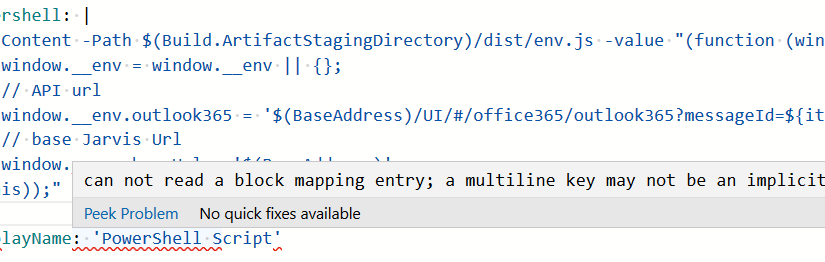 rshell: |
Content -Path $(Build.ArtifactStagingDirectory)/dist/env.js -value "(function (win
window.__env = window.__env || {};
// API url
window.__env.outlook365 = '$(BaseAddress)/UI/#/office365/outlook365?messageId=${it
// base Jarvis Url
window.
is));"
can not read a block mapping entry; a multiline key may not be an implicit
Peek Problem No quick fixes available
layName: 'PowerShell Script'